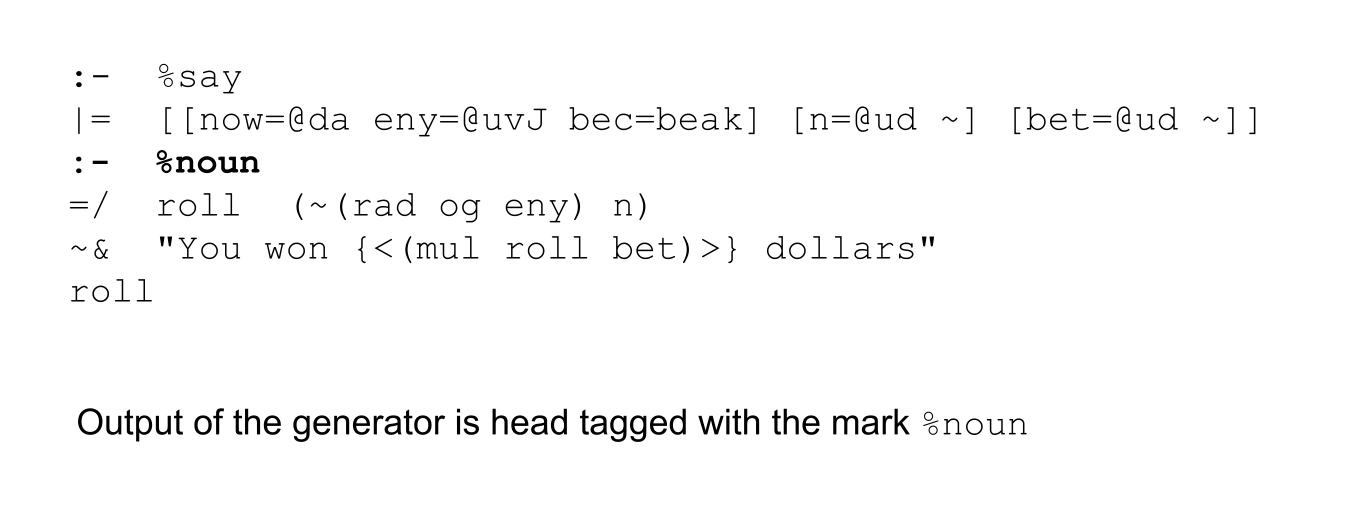 :-  %say
|=  [[now=@da eny=@uvJ bec=beak] [n=@ud ~] [bet=@ud ~]]
:-  %noun
=/  roll  (~(rad og eny) n)
~&  "You won {<(mul roll bet)>} dollars"
roll
Output of the generator is head tagged with the mark %noun